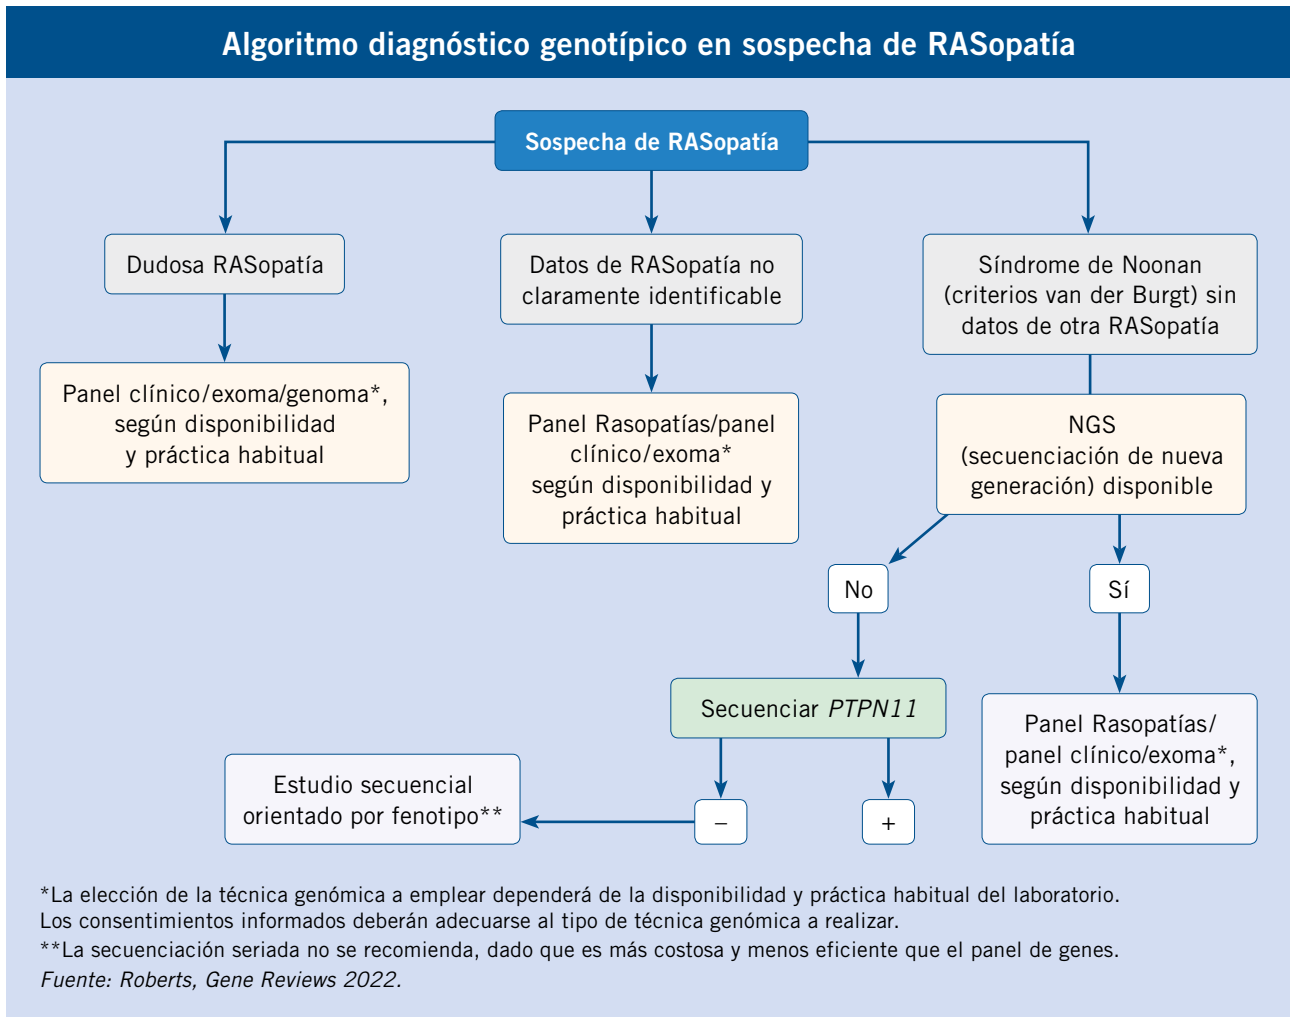 Algoritmo diagnóstico genotípico en sospecha de RASopatía
Sospecha de RASopatía
Dudosa RASopatía
Panel clínico/exoma/genoma*,
según disponibilidad
y práctica habitual
Datos de RASopatía no
claramente identificable
Panel Rasopatías/panel
clínico/exoma*
según disponibilidad y
práctica habitual
Síndrome de Noonan
(criterios van der Burgt) sin
datos de otra RASopatía
NGS
(secuenciación de nueva
generación) disponible
No
Sí
Secuenciar PTPN11
Panel Rasopatías/
panel clínico/exoma*,
según disponibilidad y
práctica habitual
Estudio secuencial
orientado por fenotipo**
–
+
*La elección de la técnica genómica a emplear dependerá de la disponibilidad y práctica habitual del laboratorio.
Los consentimientos informados deberán adecuarse al tipo de técnica genómica a realizar.
**La secuenciación seriada no se recomienda, dado que es más costosa y menos eficiente que el panel de genes.
Fuente: Roberts, Gene Reviews 2022.